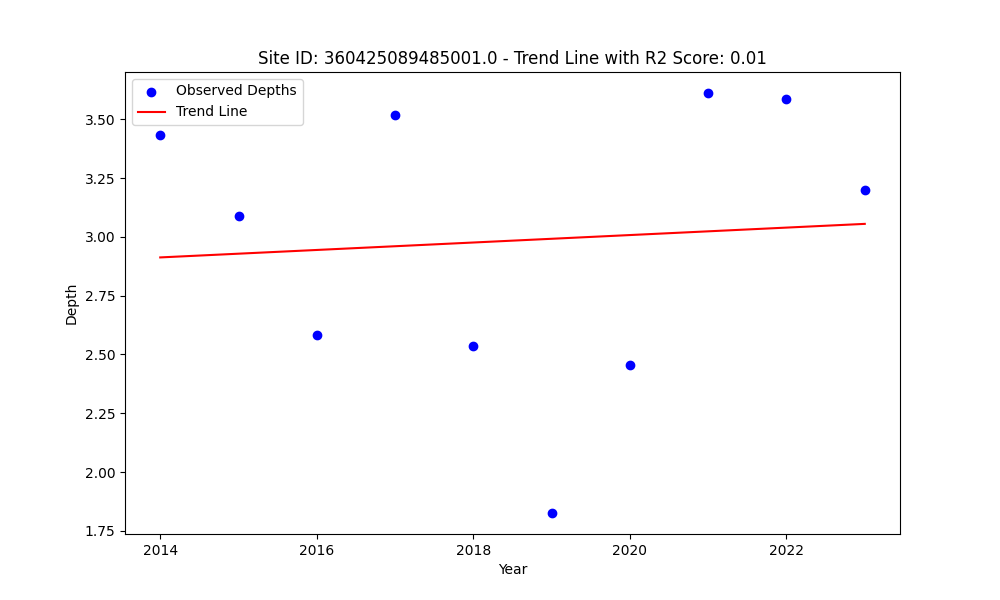 Site ID: 360425089485001.0 - Trend Line with R2 Score: 0.01
Observed Depths
Trend Line
3.50
3.25
3.00
2.75
2.50
2.25
2.00
1.75
Depth
2014
2016
2018
2020
2022
Year